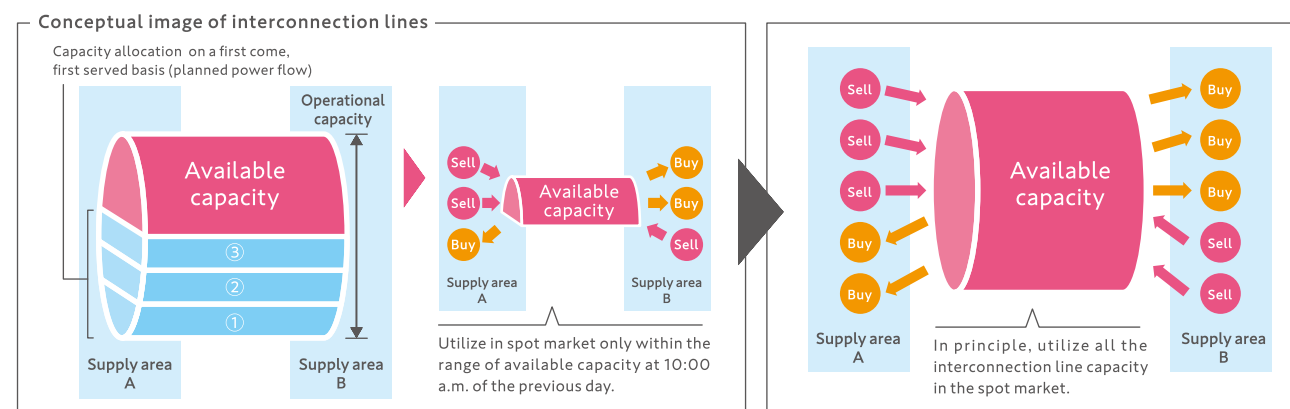 Conceptual image of interconnection lines
Capacity allocation on a first come,
first served basis (planned power flow)
Operational
capacity
Available
capacity
③
②
①
Supply area
A
Supply area
B
Sell
Sell
Buy
Available
capacity
Buy
Buy
Sell
Supply area
A
Supply area
B
Utilize in spot market only within the
range of available capacity at 10:00
a.m. of the previous day.
Sell
Sell
Sell
Buy
Buy
Available
capacity
Buy
Buy
Buy
Sell
Sell
Supply area
A
Supply area
B
In principle, utilize all the
interconnection line capacity
in the spot market.